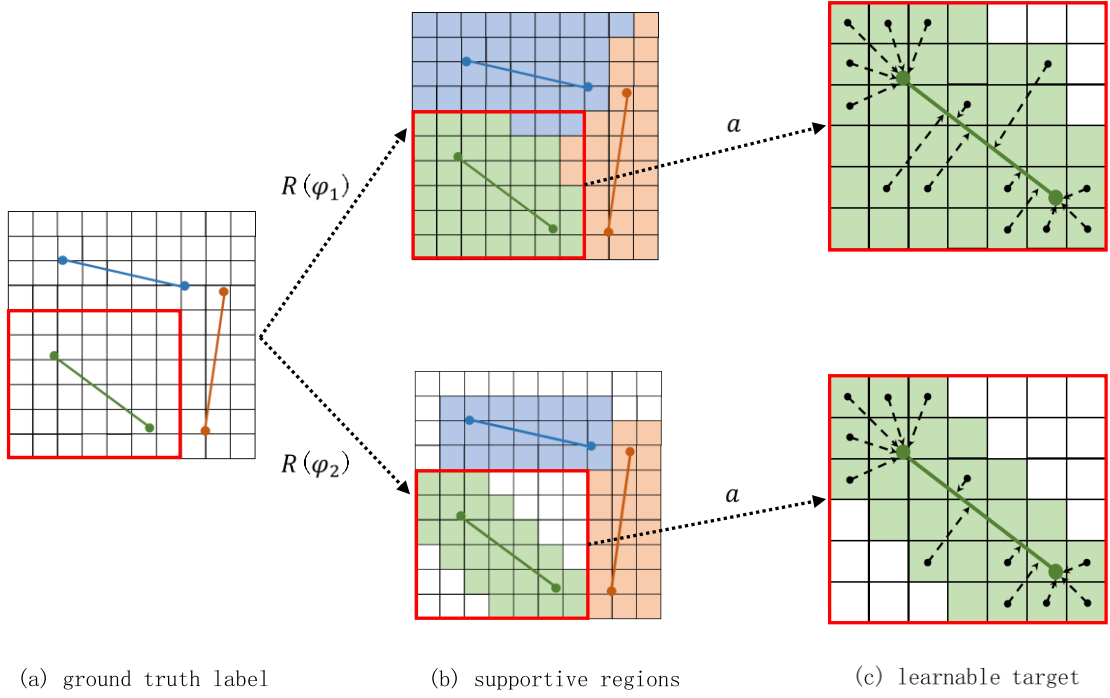 R(φ₁)
a
R(φ₂)
a
(a) ground truth label
(b) supportive regions
(c) learnable target